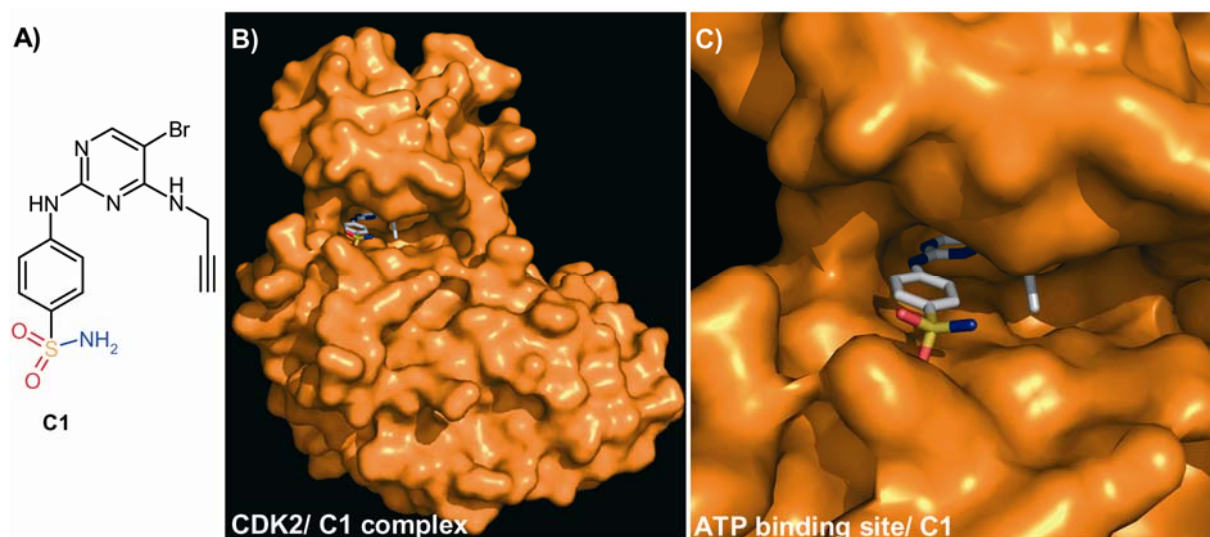 A)
Br
N
H
N
HN
N
O
S
NH2
O
C1
B)
CDK2/ C1 complex
C)
ATP binding site/ C1